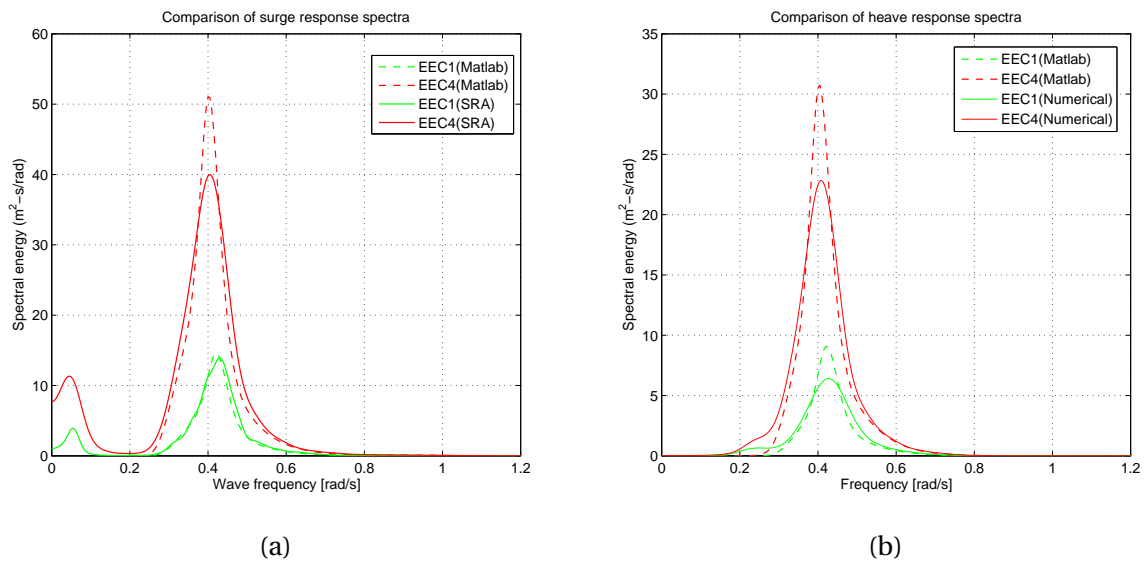 Comparison of surge response spectra
60
50
40
30
20
10
0
0
0.2
0.4
0.6
0.8
1
1.2
Spectral energy (m²−s/rad)
Wave frequency [rad/s]
EEC1(Matlab)
EEC4(Matlab)
EEC1(SRA)
EEC4(SRA)
(a)
Comparison of heave response spectra
35
30
25
20
15
10
5
0
0
0.2
0.4
0.6
0.8
1
1.2
Spectral energy (m²−s/rad)
Frequency [rad/s]
EEC1(Matlab)
EEC4(Matlab)
EEC1(Numerical)
EEC4(Numerical)
(b)